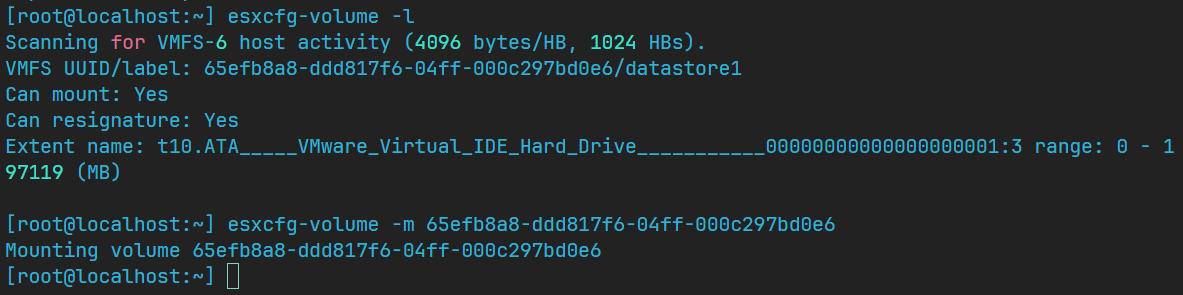 [root@localhost:~] esxcfg-volume -l
Scanning for VMFS-6 host activity (4096 bytes/HB, 1024 HBs).
VMFS UUID/label: 65efb8a8-ddd817f6-04ff-000c297bd0e6/datastore1
Can mount: Yes
Can resignature: Yes
Extent name: t10.ATA_____VMware_Virtual_IDE_Hard_Drive___________00000000000000000001:3 range: 0 - 1
97119 (MB)
[root@localhost:~] esxcfg-volume -m 65efb8a8-ddd817f6-04ff-000c297bd0e6
Mounting volume 65efb8a8-ddd817f6-04ff-000c297bd0e6
[root@localhost:~]